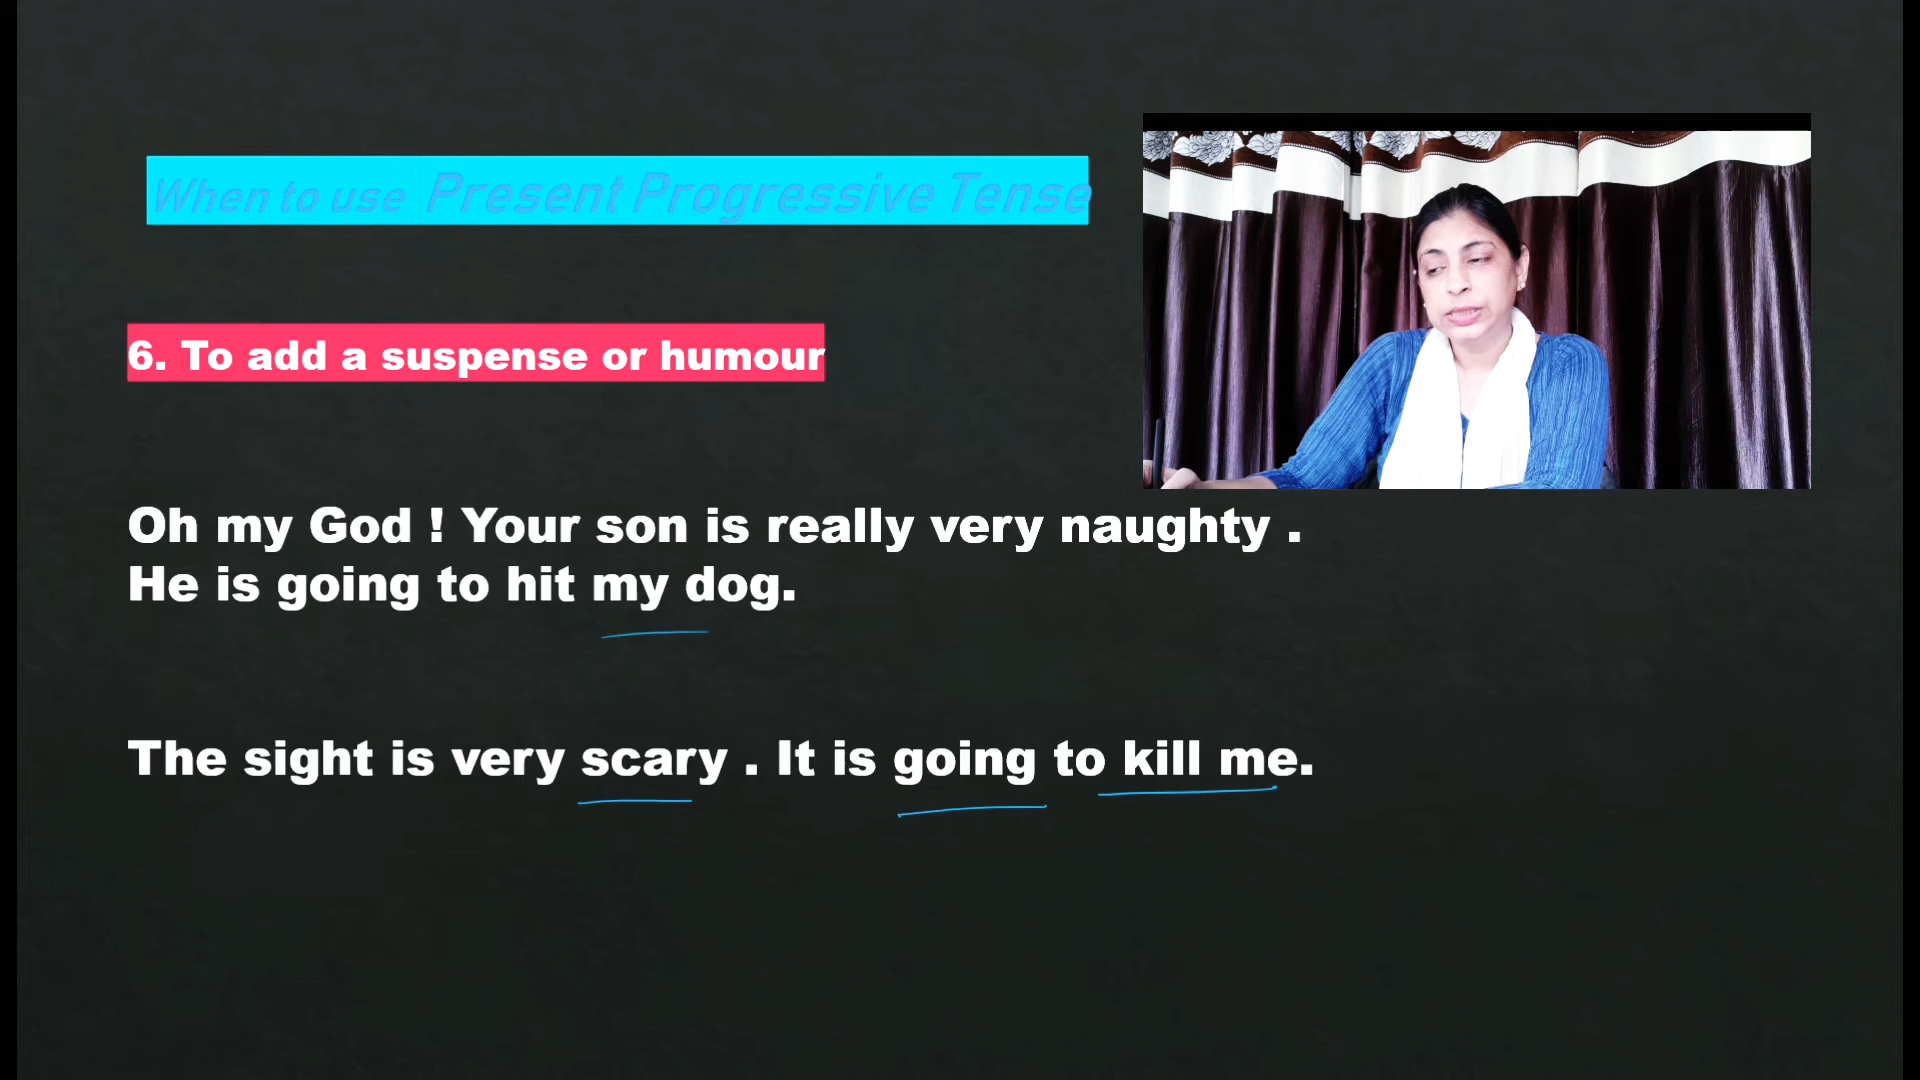 When to use Present Progressive Tense
6. To add a suspense or humour
Oh my God ! Your son is really very naughty .
He is going to hit my dog.
The sight is very scary . It is going to kill me.